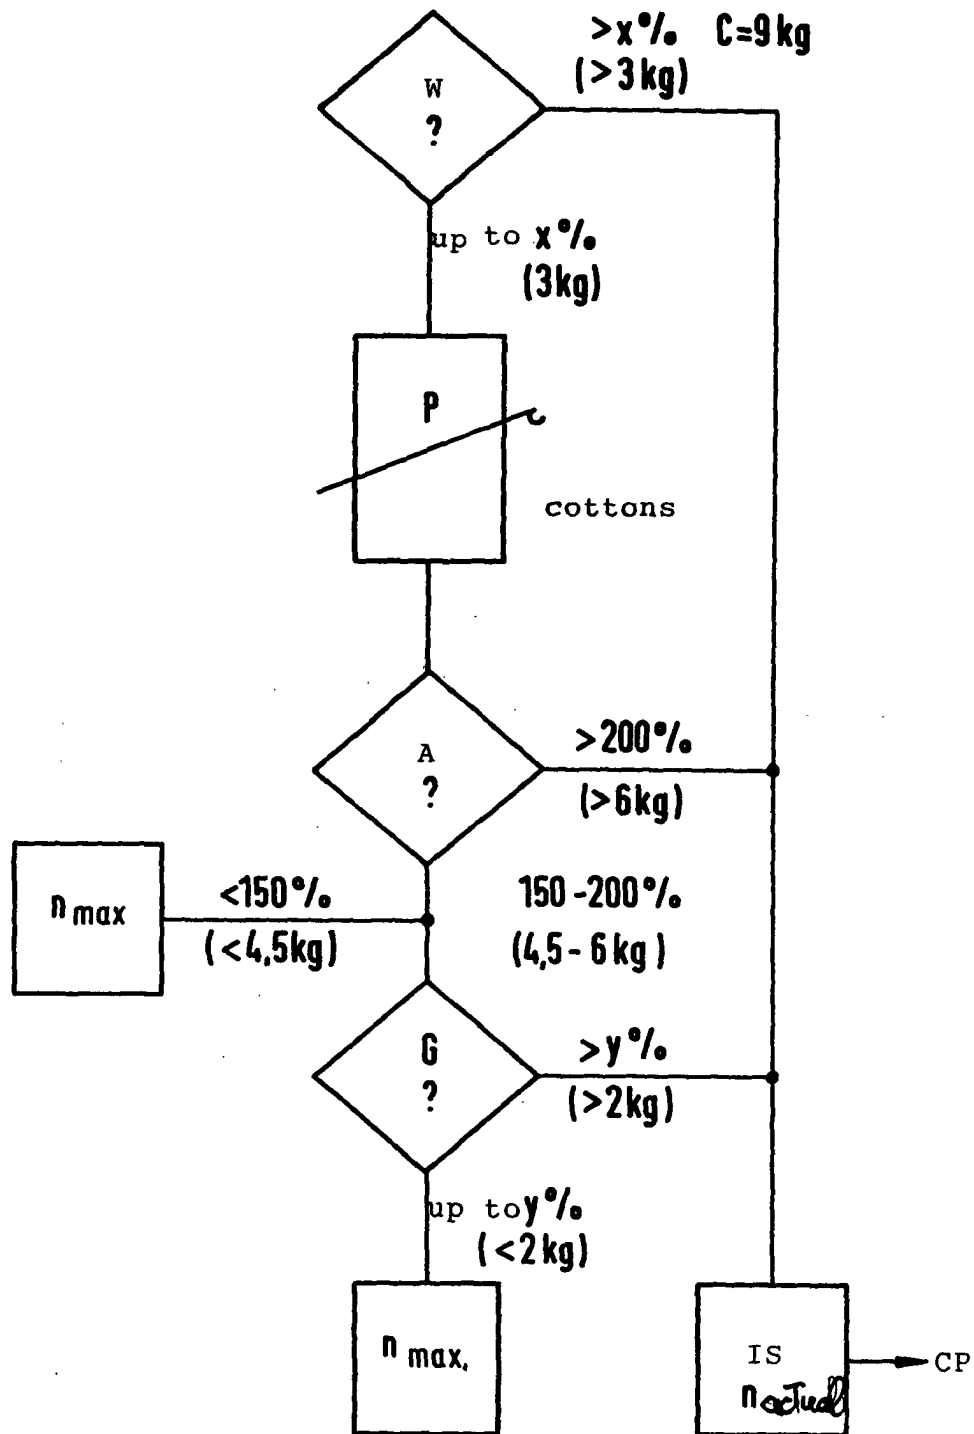 W
?
>x% C=9kg
(>3kg)
up to x%
(3kg)
P
cottons
A
?
>200%
(>6kg)
n max
<150%
(<4,5kg)
150-200%
(4,5-6kg)
G
?
>y%
(>2kg)
up to y%
(<2kg)
n max.
IS
n actual
CP